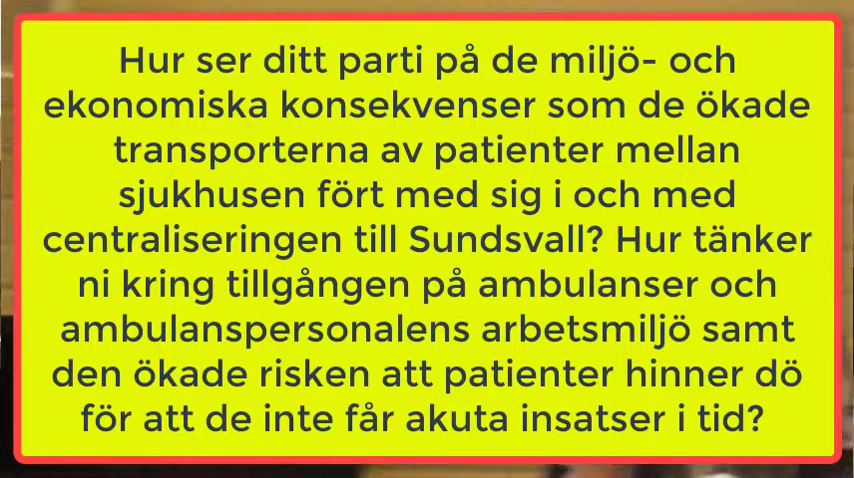 Hur ser ditt parti på de miljö- och
ekonomiska konsekvenser som de ökade
transporterna av patienter mellan
sjukhusen fört med sig i och med
centraliseringen till Sundsvall? Hur tänker
ni kring tillgången på ambulanser och
ambulanspersonalens arbetsmiljö samt
den ökade risken att patienter hinner dö
för att de inte får akuta insatser i tid?